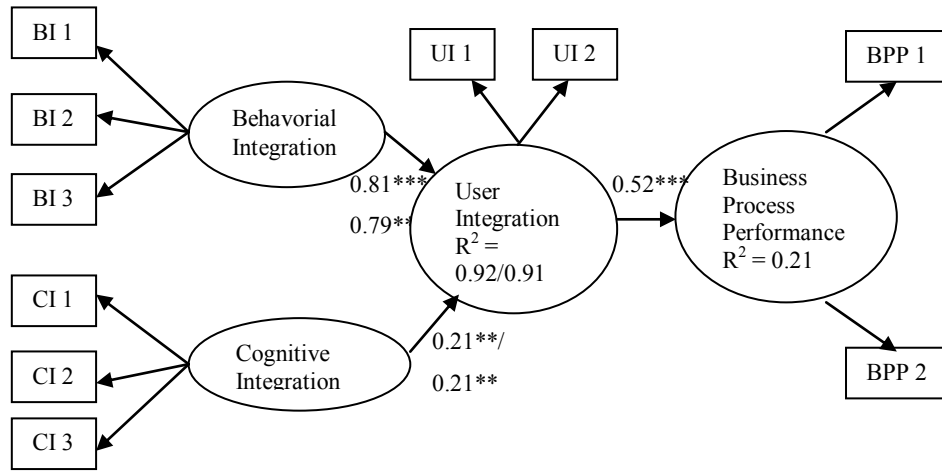 BI 1
BI 2
BI 3
Behavorial
Integration
UI 1
UI 2
BPP 1
0.81***
0.79**
User
Integration
R² =
0.92/0.91
0.52***
Business
Process
Performance
R² = 0.21
CI 1
CI 2
CI 3
Cognitive
Integration
0.21**/
0.21**
BPP 2